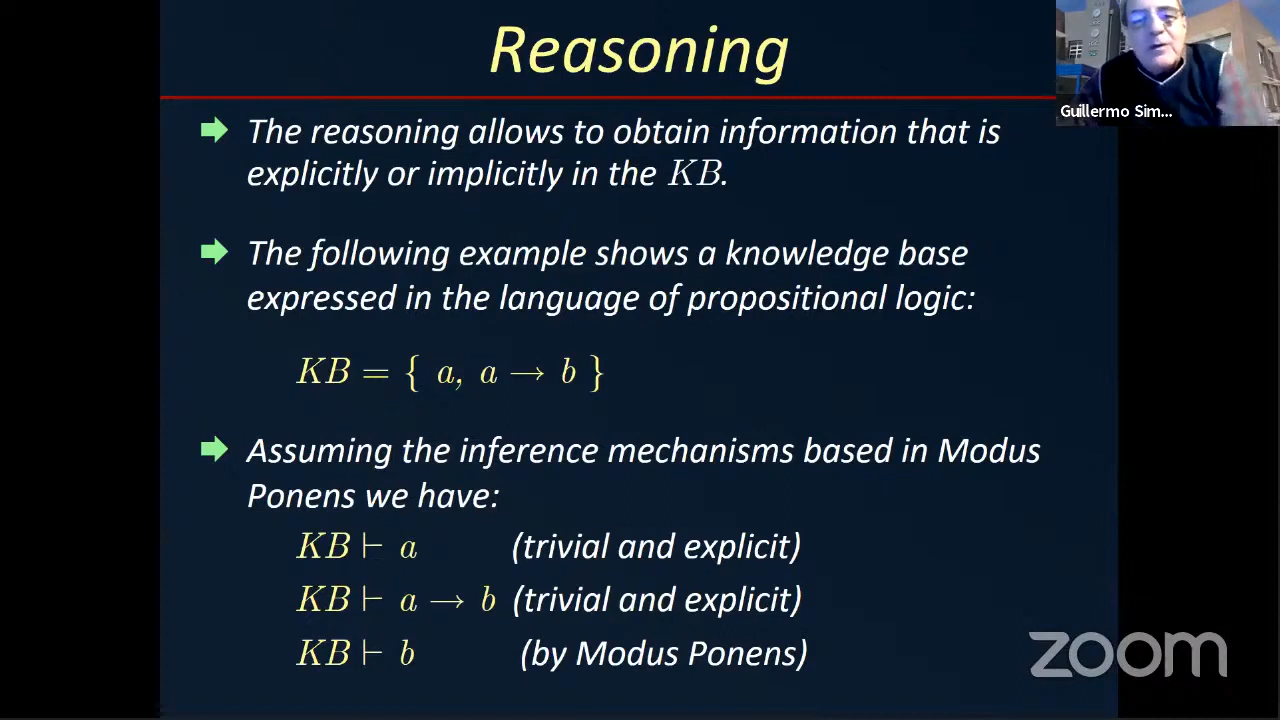 Reasoning
Guillermo Sim...
The reasoning allows to obtain information that is
explicitly or implicitly in the KB.
The following example shows a knowledge base
expressed in the language of propositional logic:
KB = { a, a → b }
Assuming the inference mechanisms based in Modus
Ponens we have:
KB ⊢ a (trivial and explicit)
KB ⊢ a → b (trivial and explicit)
KB ⊢ b (by Modus Ponens)
zoom